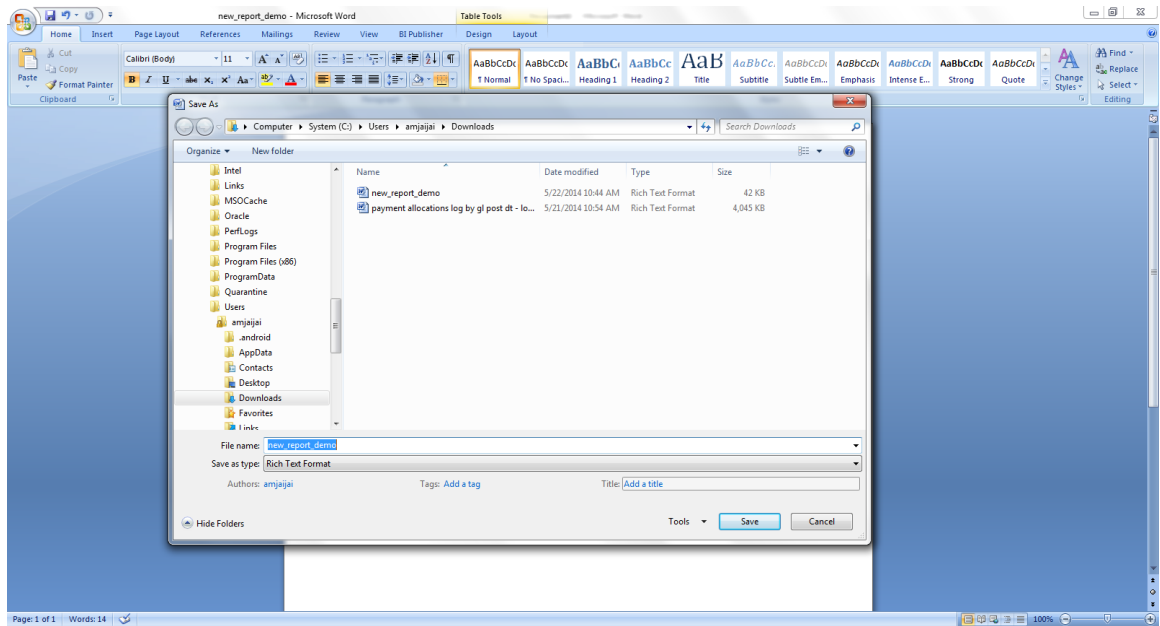 new_report_demo - Microsoft Word Table Tools
Home Insert Page Layout References Mailings Review View BI Publisher Design Layout
Cut
Copy
Format Painter
Paste
Clipboard
Calibri (Body) 11
AaBbCcDc AaBbCcDc AaBbC AaBbCc AaB AaBbCc. AaBbCcDc AaBbCcDc AaBbCcDc AaBbCcDc AaBbCcDc
¶ Normal ¶ No Spaci... Heading 1 Heading 2 Title Subtitle Subtle Em... Emphasis Intense E... Strong Quote
Change Styles
Find
Replace
Select
Editing
Save As
Computer System (C:) Users amjaijai Downloads Search Downloads
Organize New folder
Name Date modified Type Size
new_report_demo 5/22/2014 10:44 AM Rich Text Format 42 KB
payment allocations log by gl post dt - lo... 5/21/2014 10:54 AM Rich Text Format 4,045 KB
Intel
Links
MSOCache
Oracle
PerfLogs
Program Files
Program Files (x86)
ProgramData
Quarantine
Users
amjaijai
.android
AppData
Contacts
Desktop
Downloads
Favorites
Links
File name: new_report_demo
Save as type: Rich Text Format
Authors: amjaijai Tags: Add a tag Title: Add a title
Hide Folders Tools Save Cancel
Page: 1 of 1 Words: 14 100%